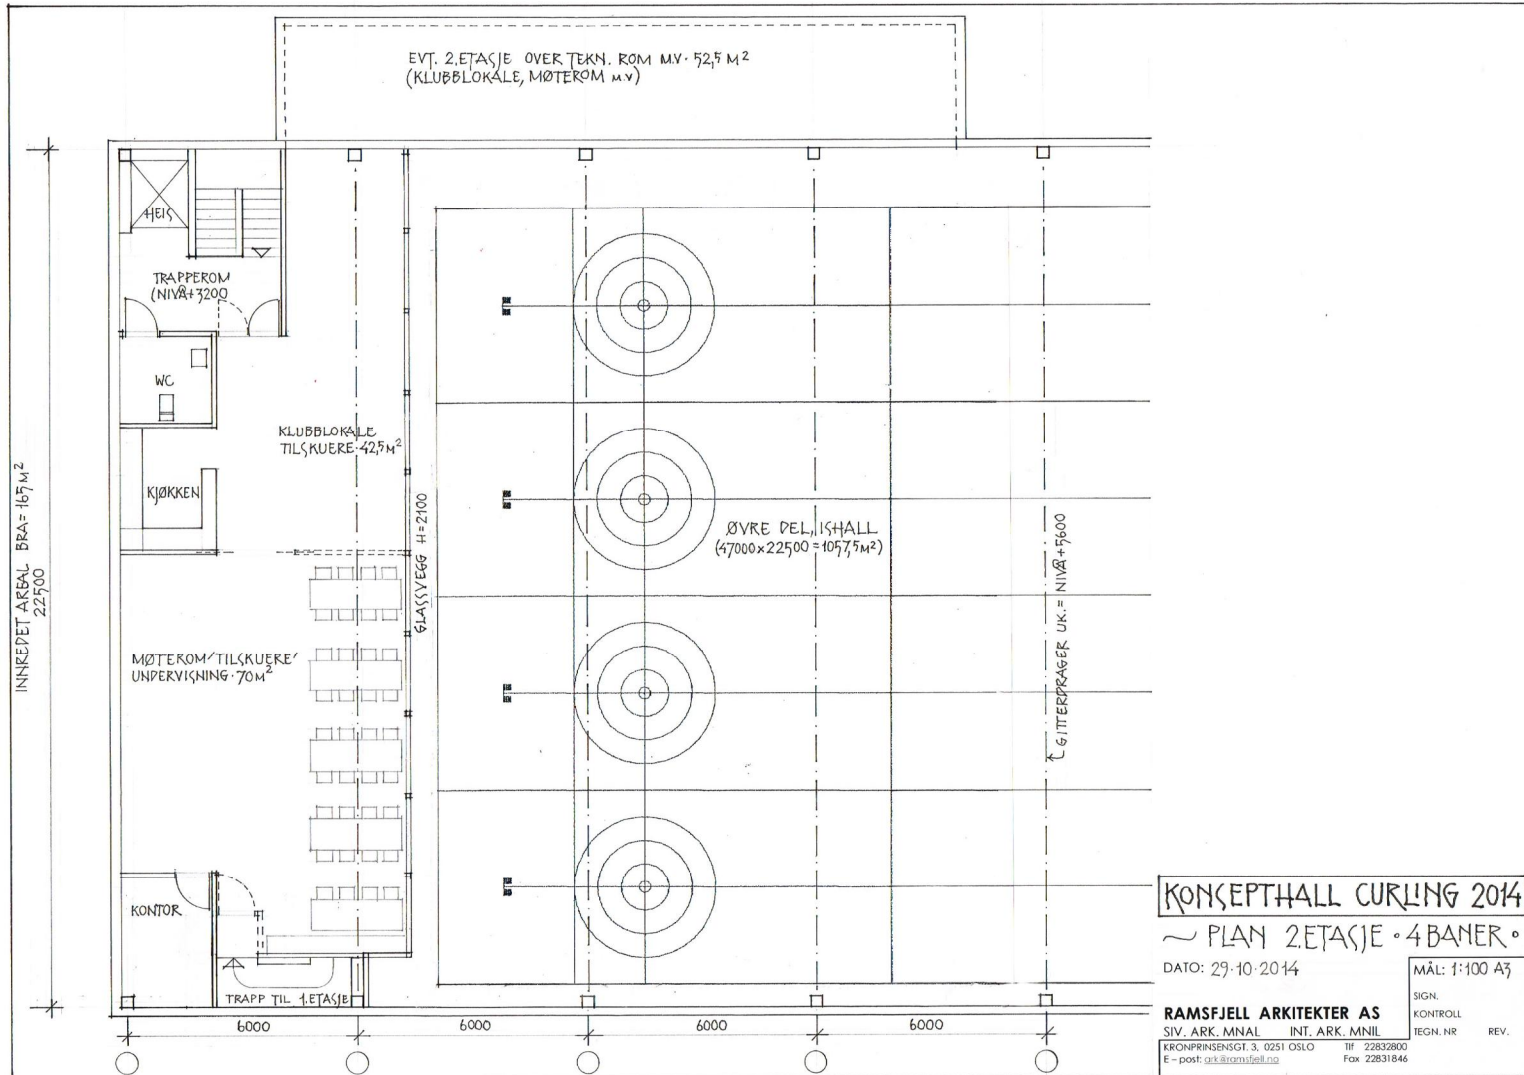 EVT. 2.ETASJE OVER TEKN. ROM M.V. 52,5 M²
(KLUBBLOKALE, MØTEROM M.V)
HEIS
TRAPPEROM
(NIVÅ+3200
WC
KLUBBLOKALE
TILSKUERE 42,5 M²
KJØKKEN
INNREDET AREAL BRA = 165 M²
22500
GLASSVEGG H=2100
ØVRE DEL, ISHALL
(47000x22500=1057,5M²)
GITTERDRAGER UK.= NIVÅ+5600
MØTEROM/TILSKUERE/
UNDERVISNING·70M²
KONTOR
TRAPP TIL 1.ETASJE
6000
6000
6000
6000
KONSEPTHALL CURLING 2014
~ PLAN 2.ETASJE • 4 BANER •
DATO: 29·10·2014
MÅL: 1:100 A3
SIGN.
KONTROLL
TEGN. NR REV.
RAMSFJELL ARKITEKTER AS
SIV. ARK. MNAL INT. ARK. MNIL
KRONPRINSENSGT. 3, 0251 OSLO Tlf 22832800
E – post: ark@ramsfjell.no Fax 22831846